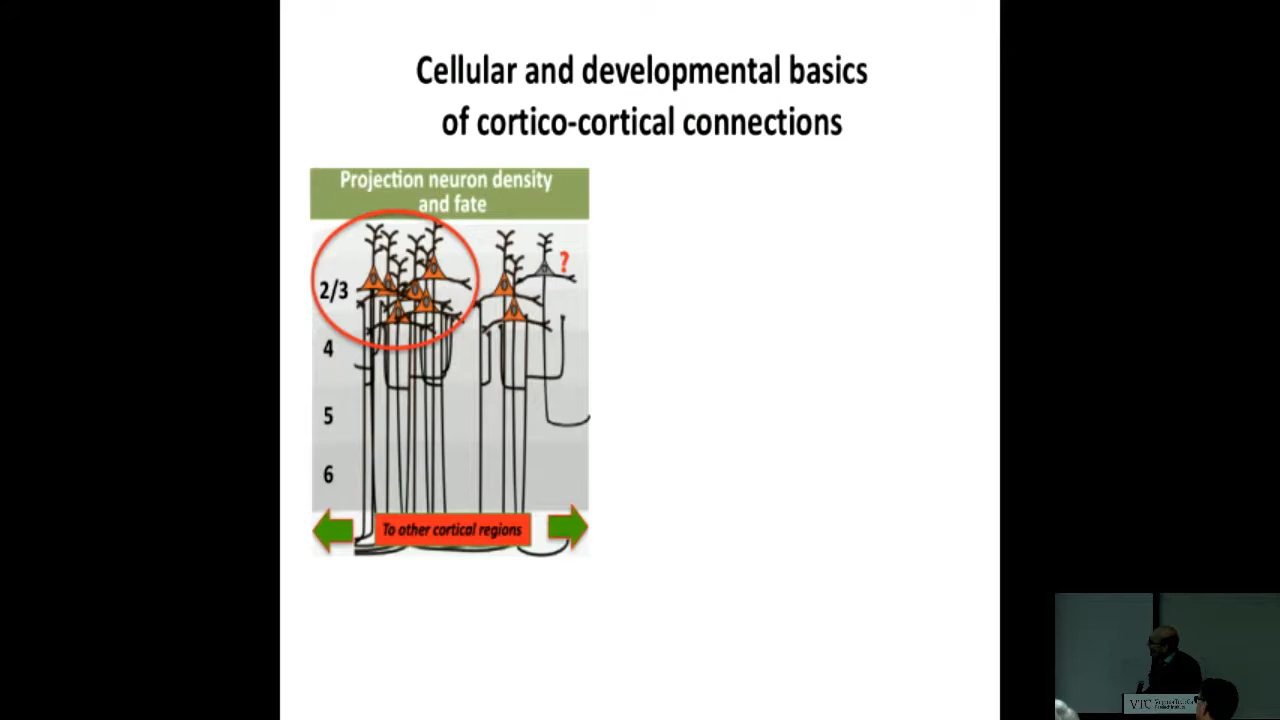 Cellular and developmental basics
of cortico-cortical connections
Projection neuron density
and fate
?
2/3
4
5
6
To other cortical regions
VTC